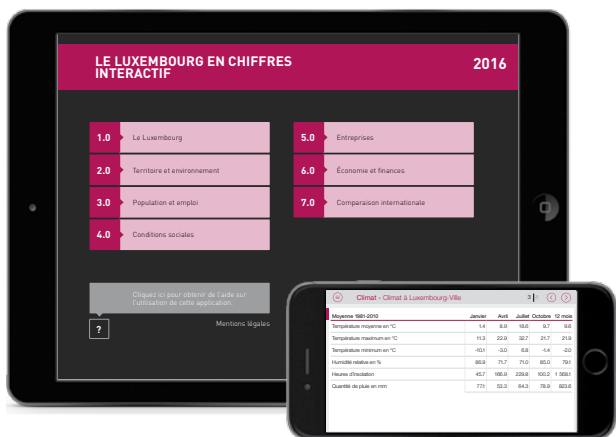 LE LUXEMBOURG EN CHIFFRES
INTERACTIF
2016
1.0 Le Luxembourg
2.0 Territoire et environnement
3.0 Population et emploi
4.0 Conditions sociales
5.0 Entreprises
6.0 Économie et finances
7.0 Comparaison internationale
Cliquez ici pour obtenir de l'aide sur
l'utilisation de cette application.
?
Mentions légales
Climat - Climat à Luxembourg-Ville 3
Moyenne 1981-2010 Janvier Avril Juillet Octobre 12 mois
Température moyenne en °C 1.4 8.9 18.6 9.7 9.6
Température maximum en °C 11.3 22.9 32.7 21.7 21.9
Température minimum en °C -10.1 -3.0 6.8 -1.4 -2.0
Humidité relative en % 86.9 71.7 71.0 85.0 79.1
Heures d'insolation 45.7 166.9 229.8 100.2 1 568.1
Quantité de pluie en mm 77.1 53.3 64.3 78.9 823.6